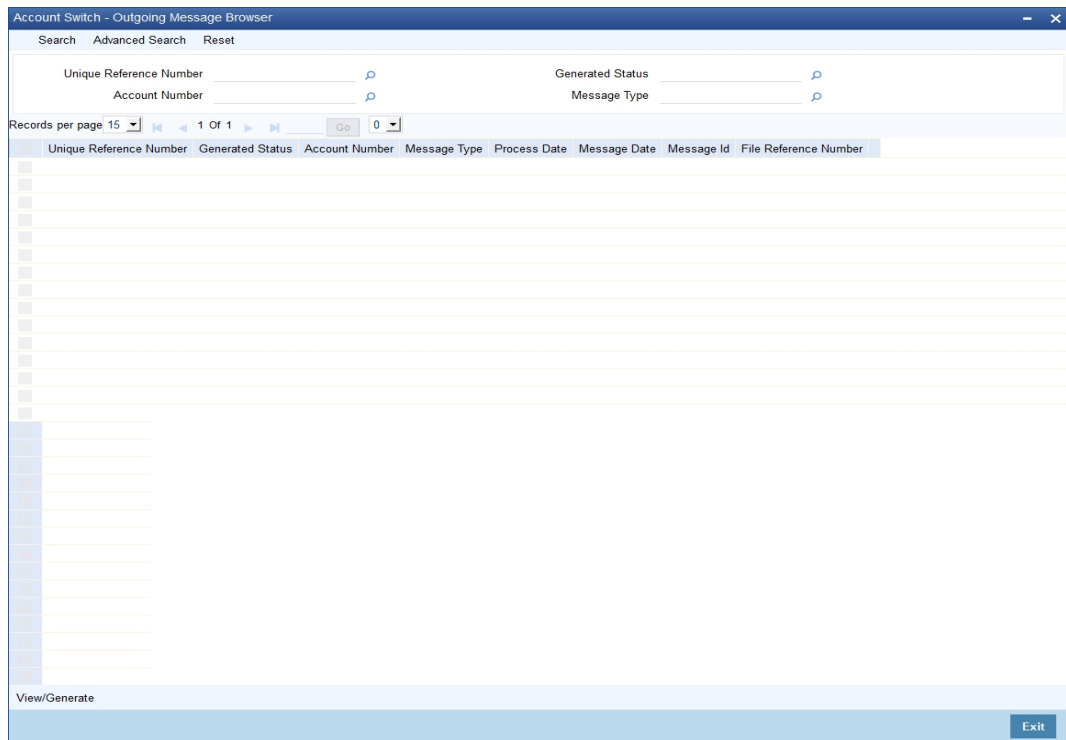 Account Switch - Outgoing Message Browser
Search Advanced Search Reset
Unique Reference Number Generated Status
Account Number Message Type
Records per page 15 1 Of 1 Go 0
Unique Reference Number Generated Status Account Number Message Type Process Date Message Date Message Id File Reference Number
View/Generate
Exit